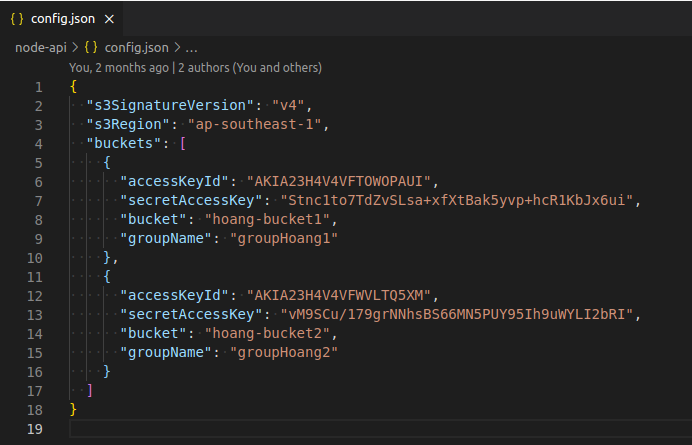 { } config.json ×
node-api > { } config.json > ...
You, 2 months ago | 2 authors (You and others)
1 {
2 "s3SignatureVersion": "v4",
3 "s3Region": "ap-southeast-1",
4 "buckets": [
5 {
6 "accessKeyId": "AKIA23H4V4VFTOWOPAUI",
7 "secretAccessKey": "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",
8 "bucket": "hoang-bucket1",
9 "groupName": "groupHoang1"
10 },
11 {
12 "accessKeyId": "AKIA23H4V4VFWVLTQ5XM",
13 "secretAccessKey": "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",
14 "bucket": "hoang-bucket2",
15 "groupName": "groupHoang2"
16 }
17 ]
18 }
19